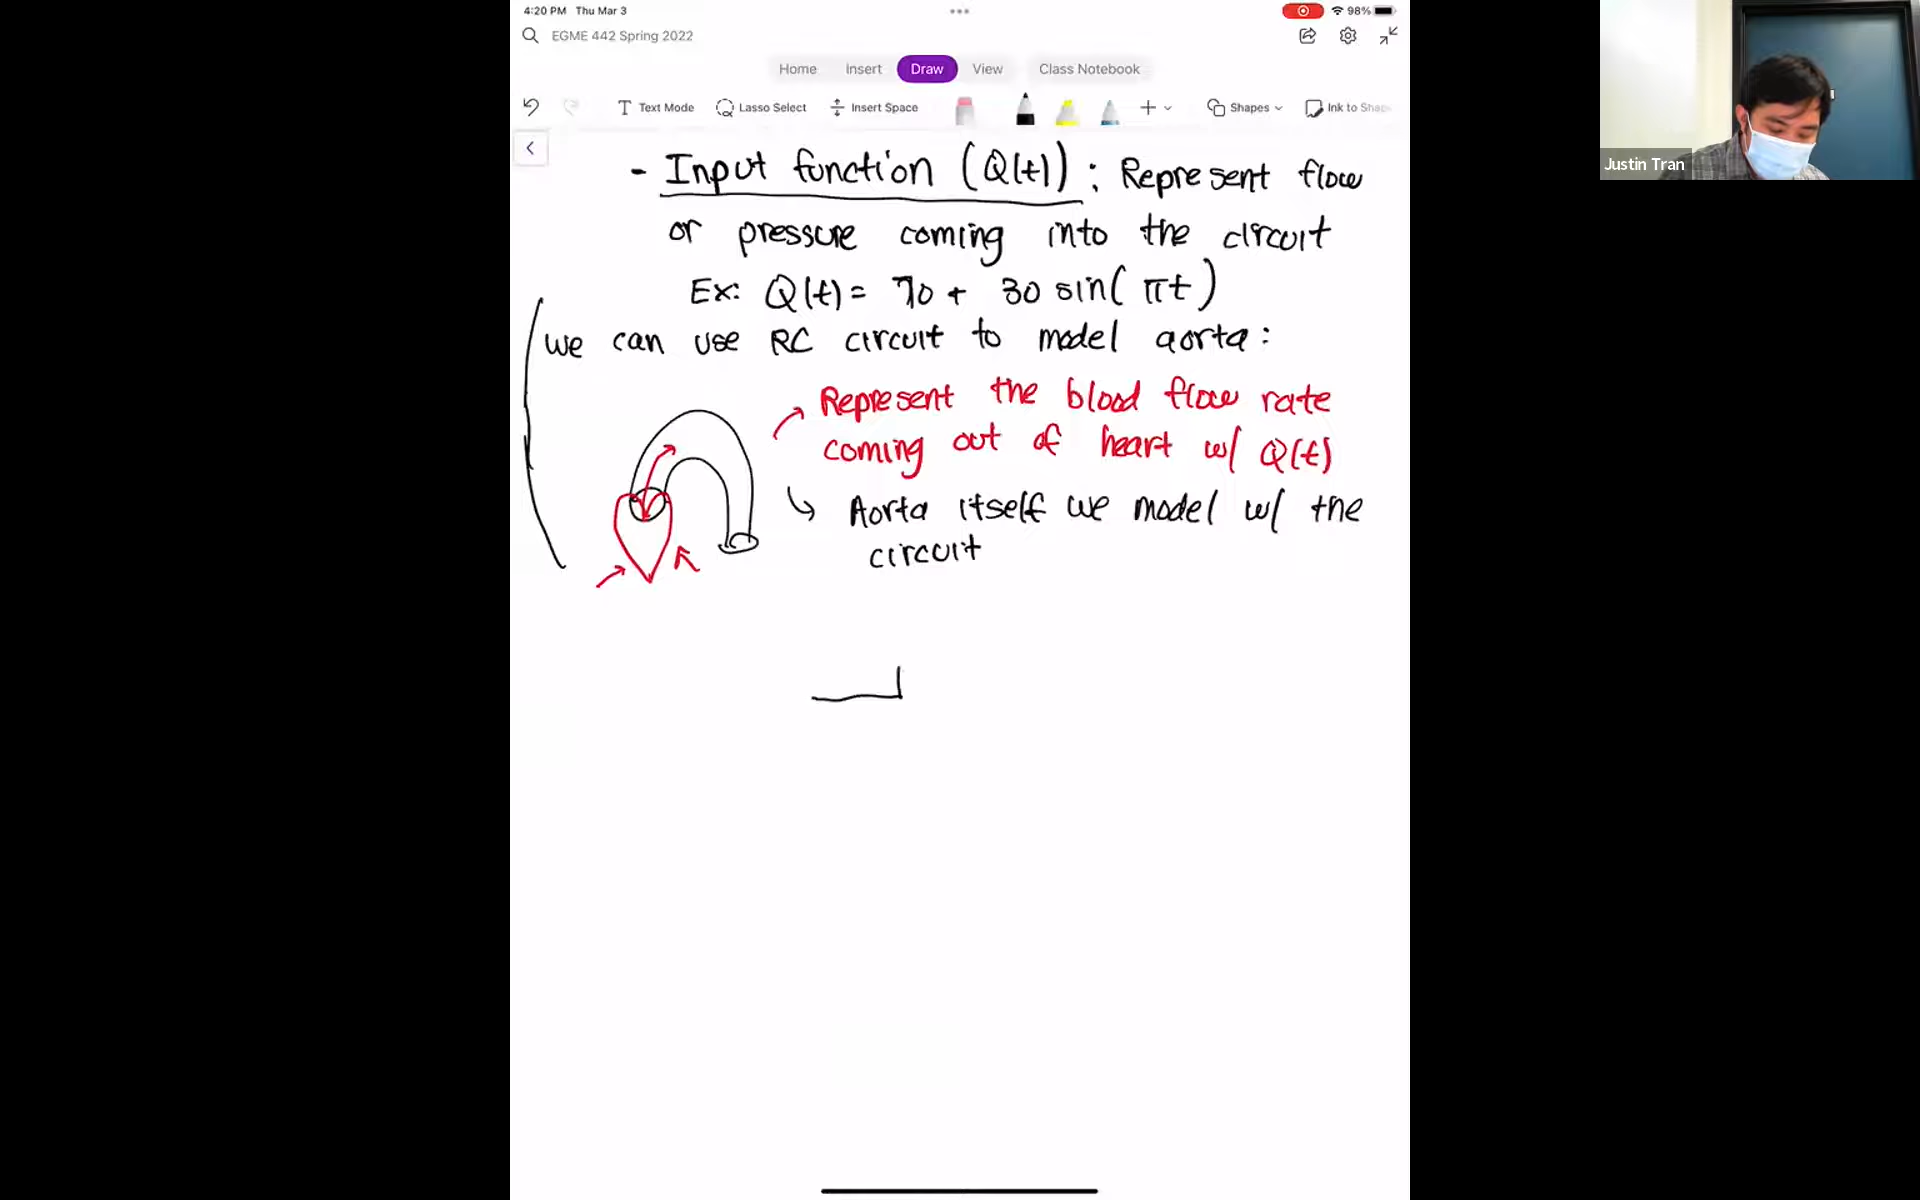 4:20 PM Thu Mar 3
98%
EGME 442 Spring 2022
Home Insert Draw View Class Notebook
Text Mode Lasso Select Insert Space Shapes Ink to Shap
- Input function (Q(t)) : Represent flow
or pressure coming into the circuit
Ex: Q(t) = 70 + 30 sin( πt )
we can use RC circuit to model aorta :
Represent the blood flow rate
coming out of heart w/ Q(t)
Aorta itself we model w/ the
circuit
Justin Tran